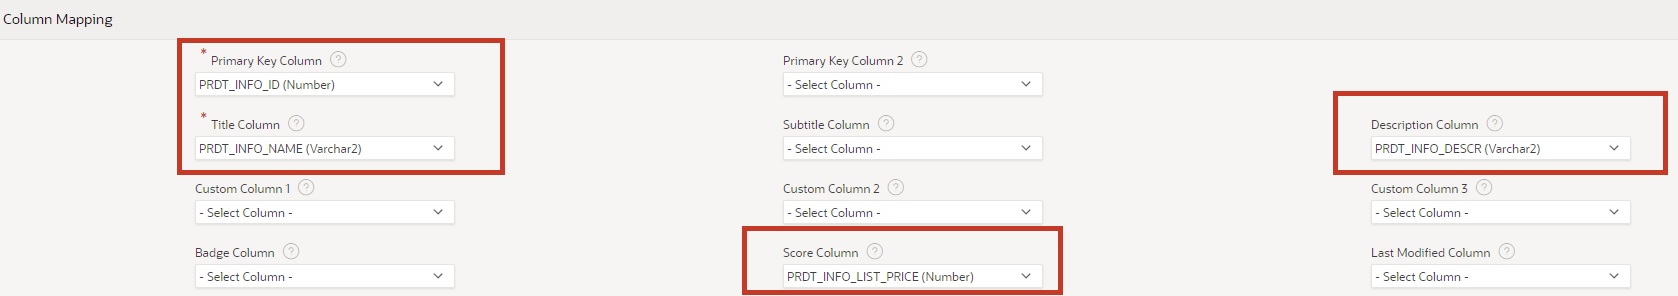 Column Mapping
* Primary Key Column ?
PRDT_INFO_ID (Number)
Primary Key Column 2 ?
- Select Column -
* Title Column ?
PRDT_INFO_NAME (Varchar2)
Subtitle Column ?
- Select Column -
Description Column ?
PRDT_INFO_DESCR (Varchar2)
Custom Column 1 ?
- Select Column -
Custom Column 2 ?
- Select Column -
Custom Column 3 ?
- Select Column -
Badge Column ?
- Select Column -
Score Column ?
PRDT_INFO_LIST_PRICE (Number)
Last Modified Column ?
- Select Column -